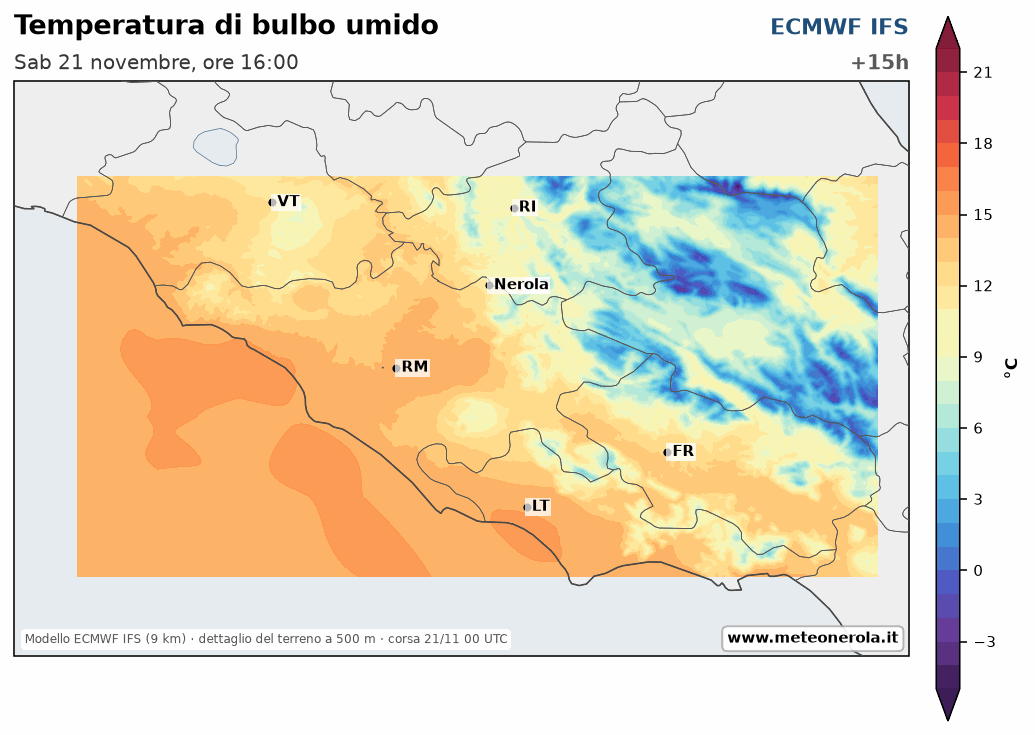 Temperatura di bulbo umido
ECMWF IFS
Sab 21 novembre, ore 16:00
+15h
VT
RI
Nerola
RM
FR
LT
21
18
15
12
9
6
3
0
−3
°C
Modello ECMWF IFS (9 km) · dettaglio del terreno a 500 m · corsa 21/11 00 UTC
www.meteonerola.it